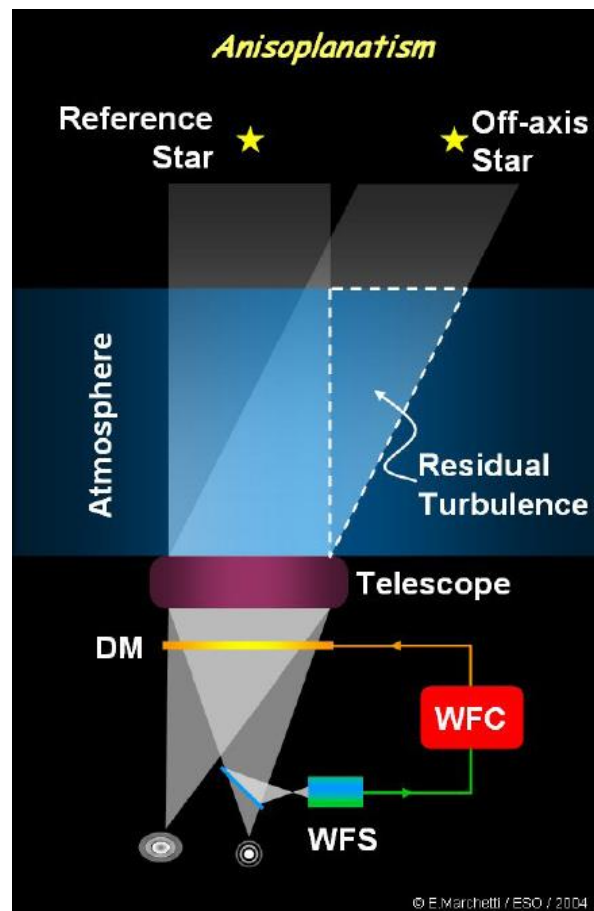 Anisoplanatism
Reference
Star
Off-axis
Star
Atmosphere
Residual
Turbulence
Telescope
DM
WFC
WFS
© E.Marchetti / ESO / 2004